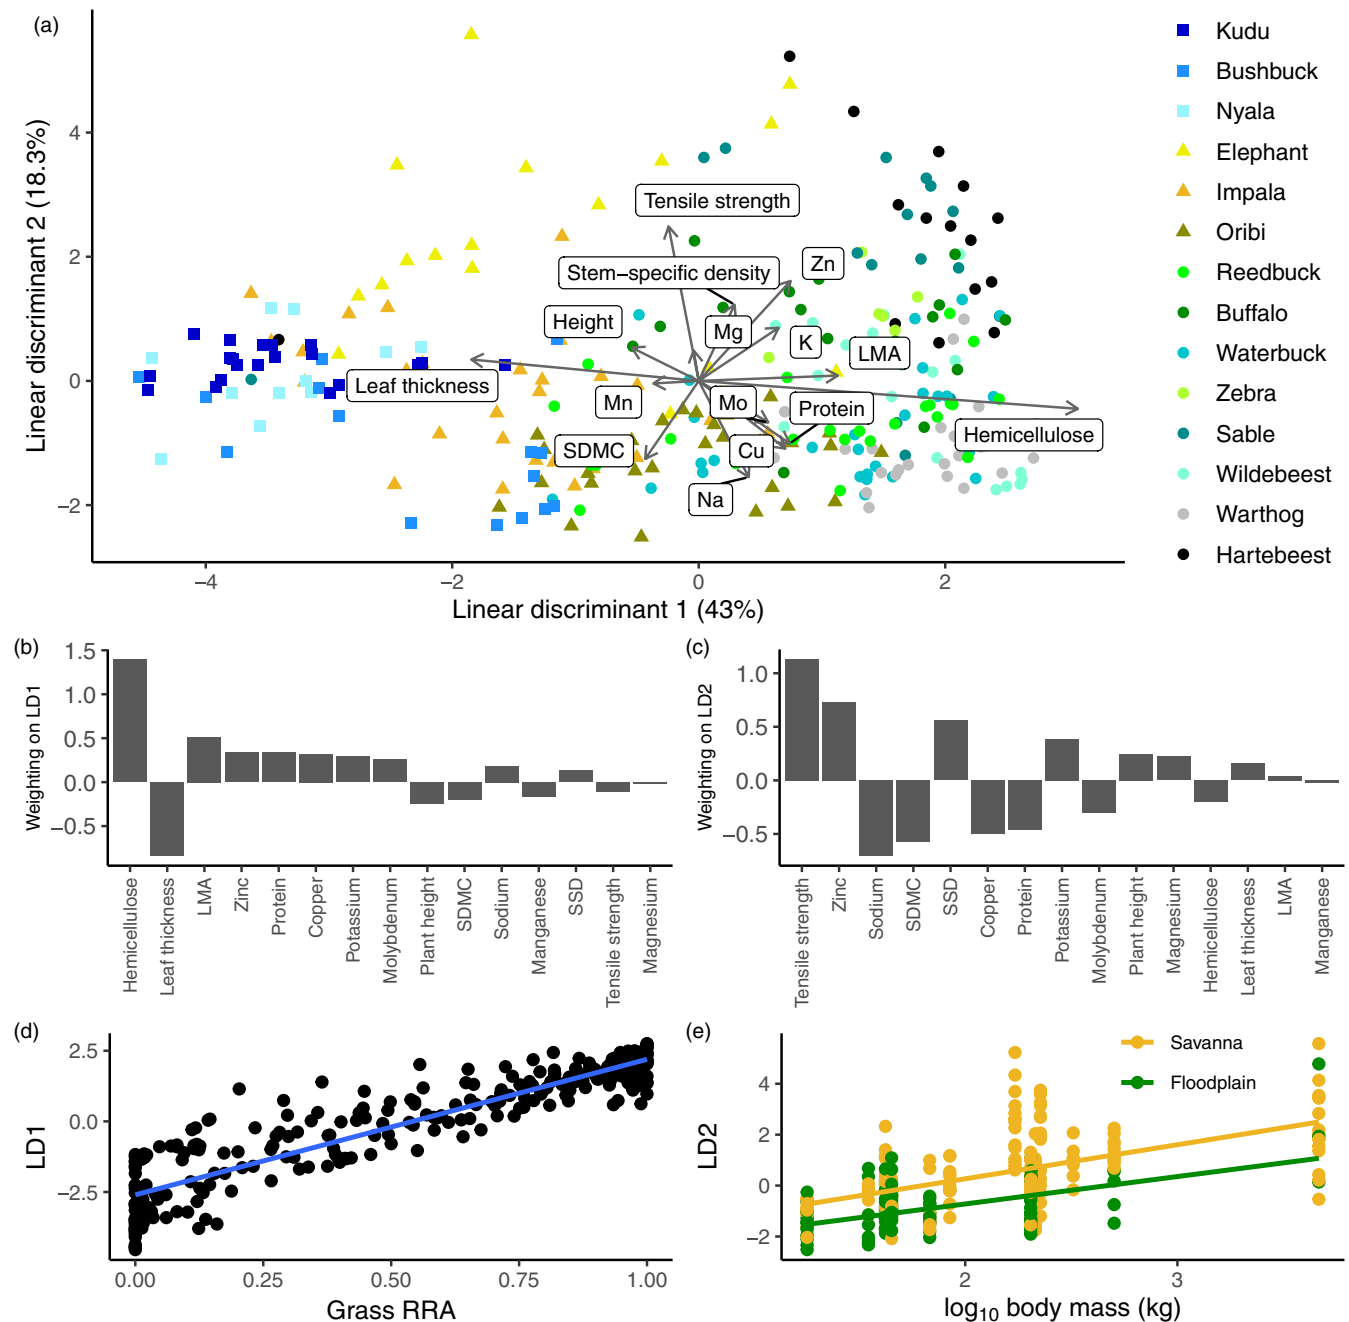 (a)
Linear discriminant 2 (18.3%)
4
2
0
−2
−4
−2
0
2
Linear discriminant 1 (43%)
Tensile strength
Stem−specific density
Zn
Height
Mg
K
LMA
Leaf thickness
Mn
Mo
Protein
Hemicellulose
SDMC
Cu
Na
Kudu
Bushbuck
Nyala
Elephant
Impala
Oribi
Reedbuck
Buffalo
Waterbuck
Zebra
Sable
Wildebeest
Warthog
Hartebeest
(b)
Weighting on LD1
1.5
1.0
0.5
0.0
−0.5
Hemicellulose
Leaf thickness
LMA
Zinc
Protein
Copper
Potassium
Molybdenum
Plant height
SDMC
Sodium
Manganese
SSD
Tensile strength
Magnesium
(c)
Weighting on LD2
1.0
0.5
0.0
−0.5
Tensile strength
Zinc
Sodium
SDMC
SSD
Copper
Protein
Potassium
Molybdenum
Plant height
Magnesium
Hemicellulose
Leaf thickness
LMA
Manganese
(d)
LD1
2.5
0.0
−2.5
0.00
0.25
0.50
0.75
1.00
Grass RRA
(e)
LD2
4
2
0
−2
2
3
log10 body mass (kg)
Savanna
Floodplain